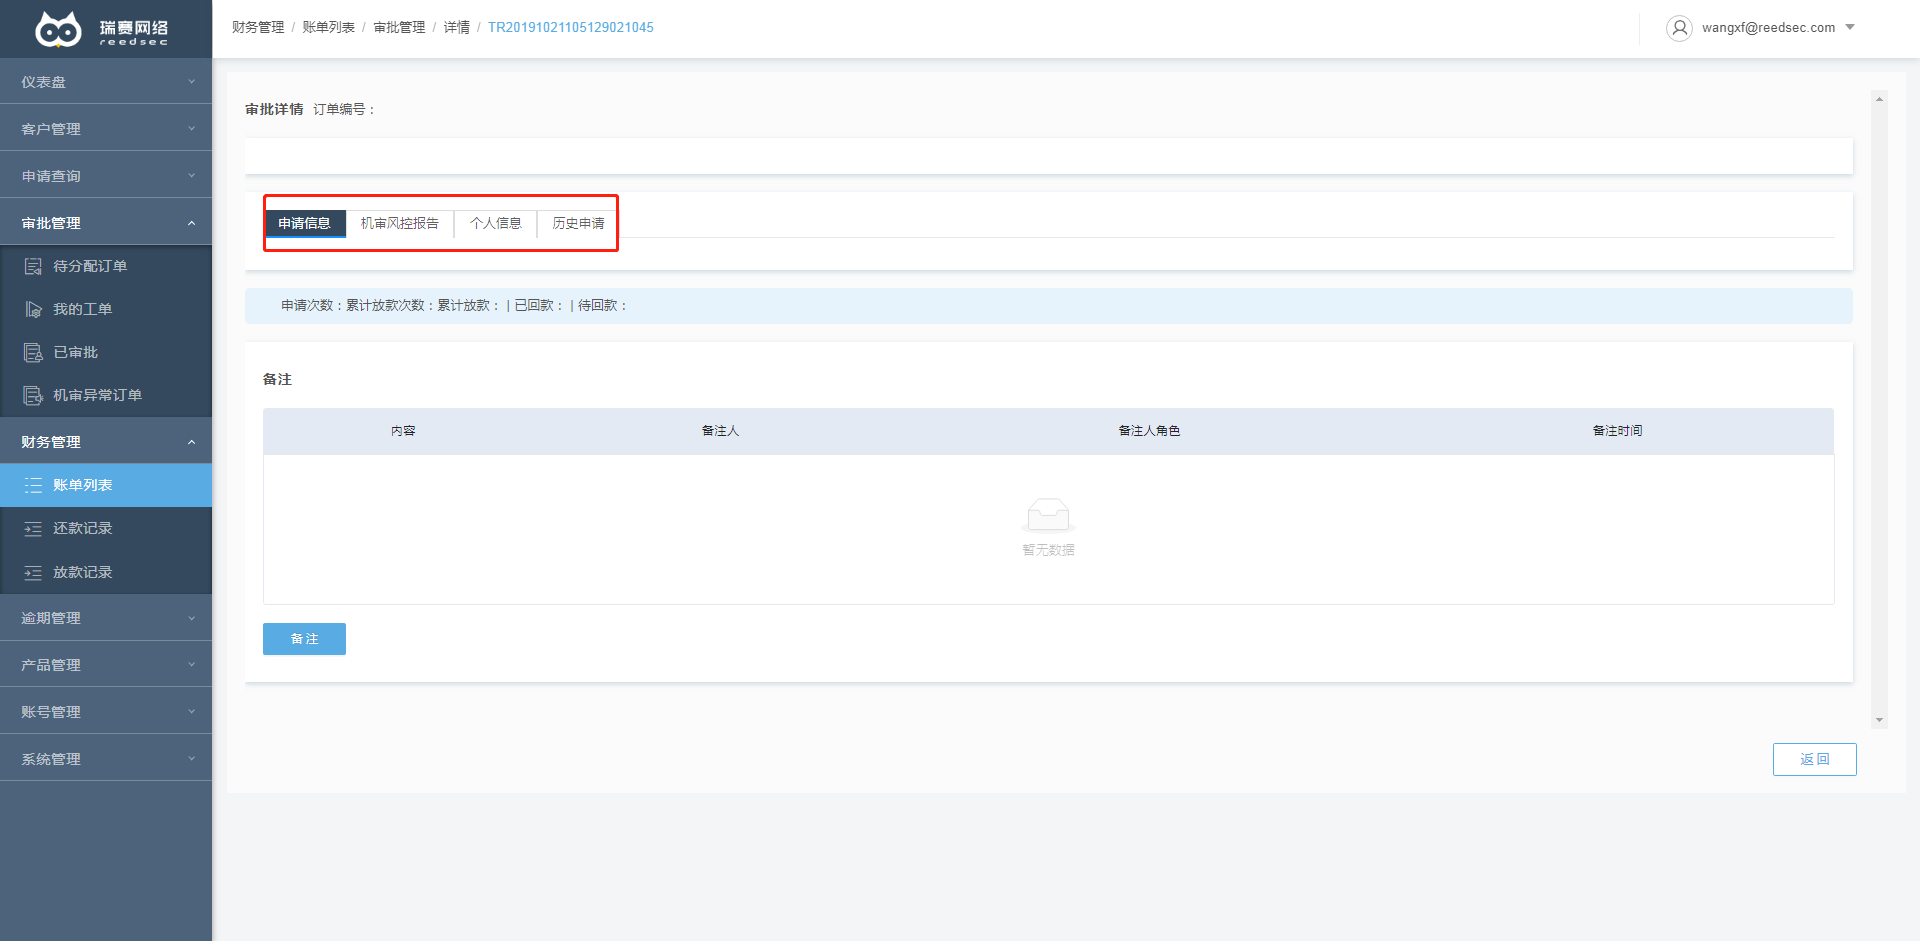 瑞赛网络
reedsec
财务管理 / 账单列表 / 审批管理 / 详情 / TR20191021105129021045
wangxf@reedsec.com
仪表盘
客户管理
申请查询
审批管理
待分配订单
我的工单
已审批
机审异常订单
财务管理
账单列表
还款记录
放款记录
逾期管理
产品管理
账号管理
系统管理
审批详情 订单编号：
申请信息 机审风控报告 个人信息 历史申请
申请次数：累计放款次数：累计放款： | 已回款： | 待回款：
备注
内容 备注人 备注人角色 备注时间
暂无数据
备 注
返 回